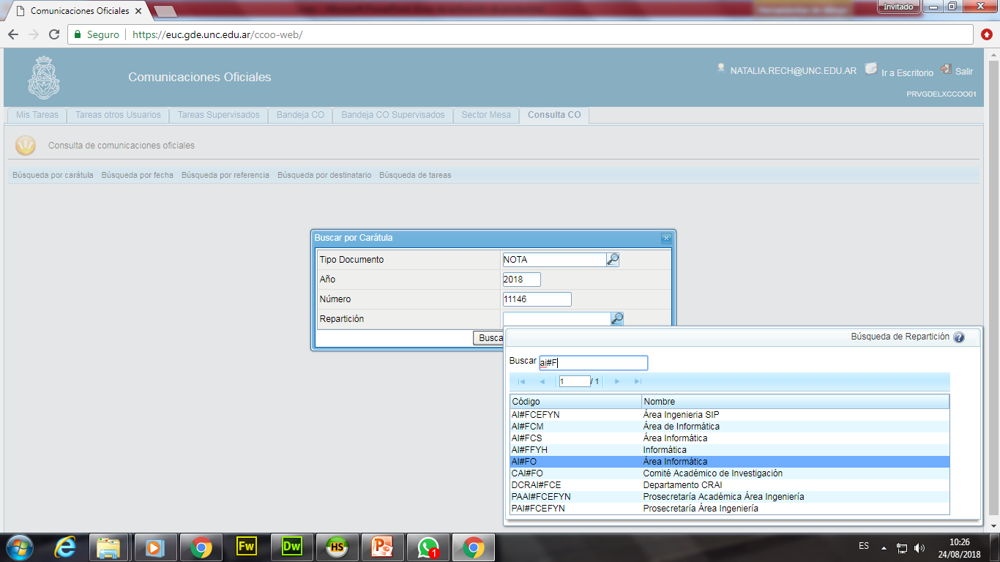 Comunicaciones Oficiales
Invitado
Seguro
https://euc.gde.unc.edu.ar/ccoo-web/
Comunicaciones Oficiales
NATALIA.RECH@UNC.EDU.AR Ir a Escritorio Salir
PRVGDELXCCOO01
Mis Tareas Tareas otros Usuarios Tareas Supervisados Bandeja CO Bandeja CO Supervisados Sector Mesa Consulta CO
Consulta de comunicaciones oficiales
Búsqueda por carátula Búsqueda por fecha Búsqueda por referencia Búsqueda por destinatario Búsqueda de tareas
Buscar por Carátula
Tipo Documento NOTA
Año 2018
Número 11146
Repartición
Busca
Búsqueda de Repartición
Buscar ai#F
1 / 1
Código Nombre
AI#FCEFYN Área Ingenieria SIP
AI#FCM Área de Informática
AI#FCS Área Informática
AI#FFYH Informática
AI#FO Área Informática
CAI#FO Comité Académico de Investigación
DCRAI#FCE Departamento CRAI
PAAI#FCEFYN Prosecretaría Académica Área Ingeniería
PAI#FCEFYN Prosecretaría Área Ingeniería
Fw Dw HS P 1
ES
10:26
24/08/2018